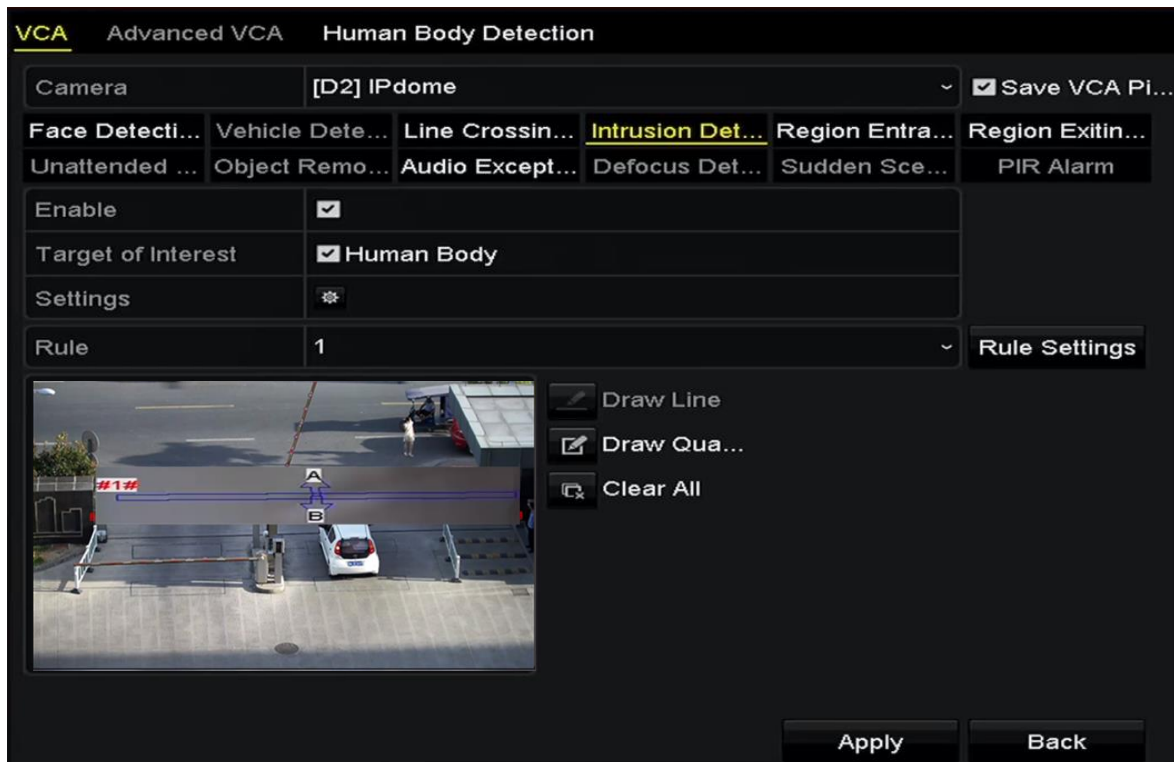 VCA Advanced VCA Human Body Detection
Camera [D2] IPdome Save VCA Pi...
Face Detecti... Vehicle Dete... Line Crossin... Intrusion Det... Region Entra... Region Exitin...
Unattended ... Object Remo... Audio Except... Defocus Det... Sudden Sce... PIR Alarm
Enable
Target of Interest Human Body
Settings
Rule 1 Rule Settings
Draw Line
Draw Qua...
Clear All
#1# A
B
Apply Back